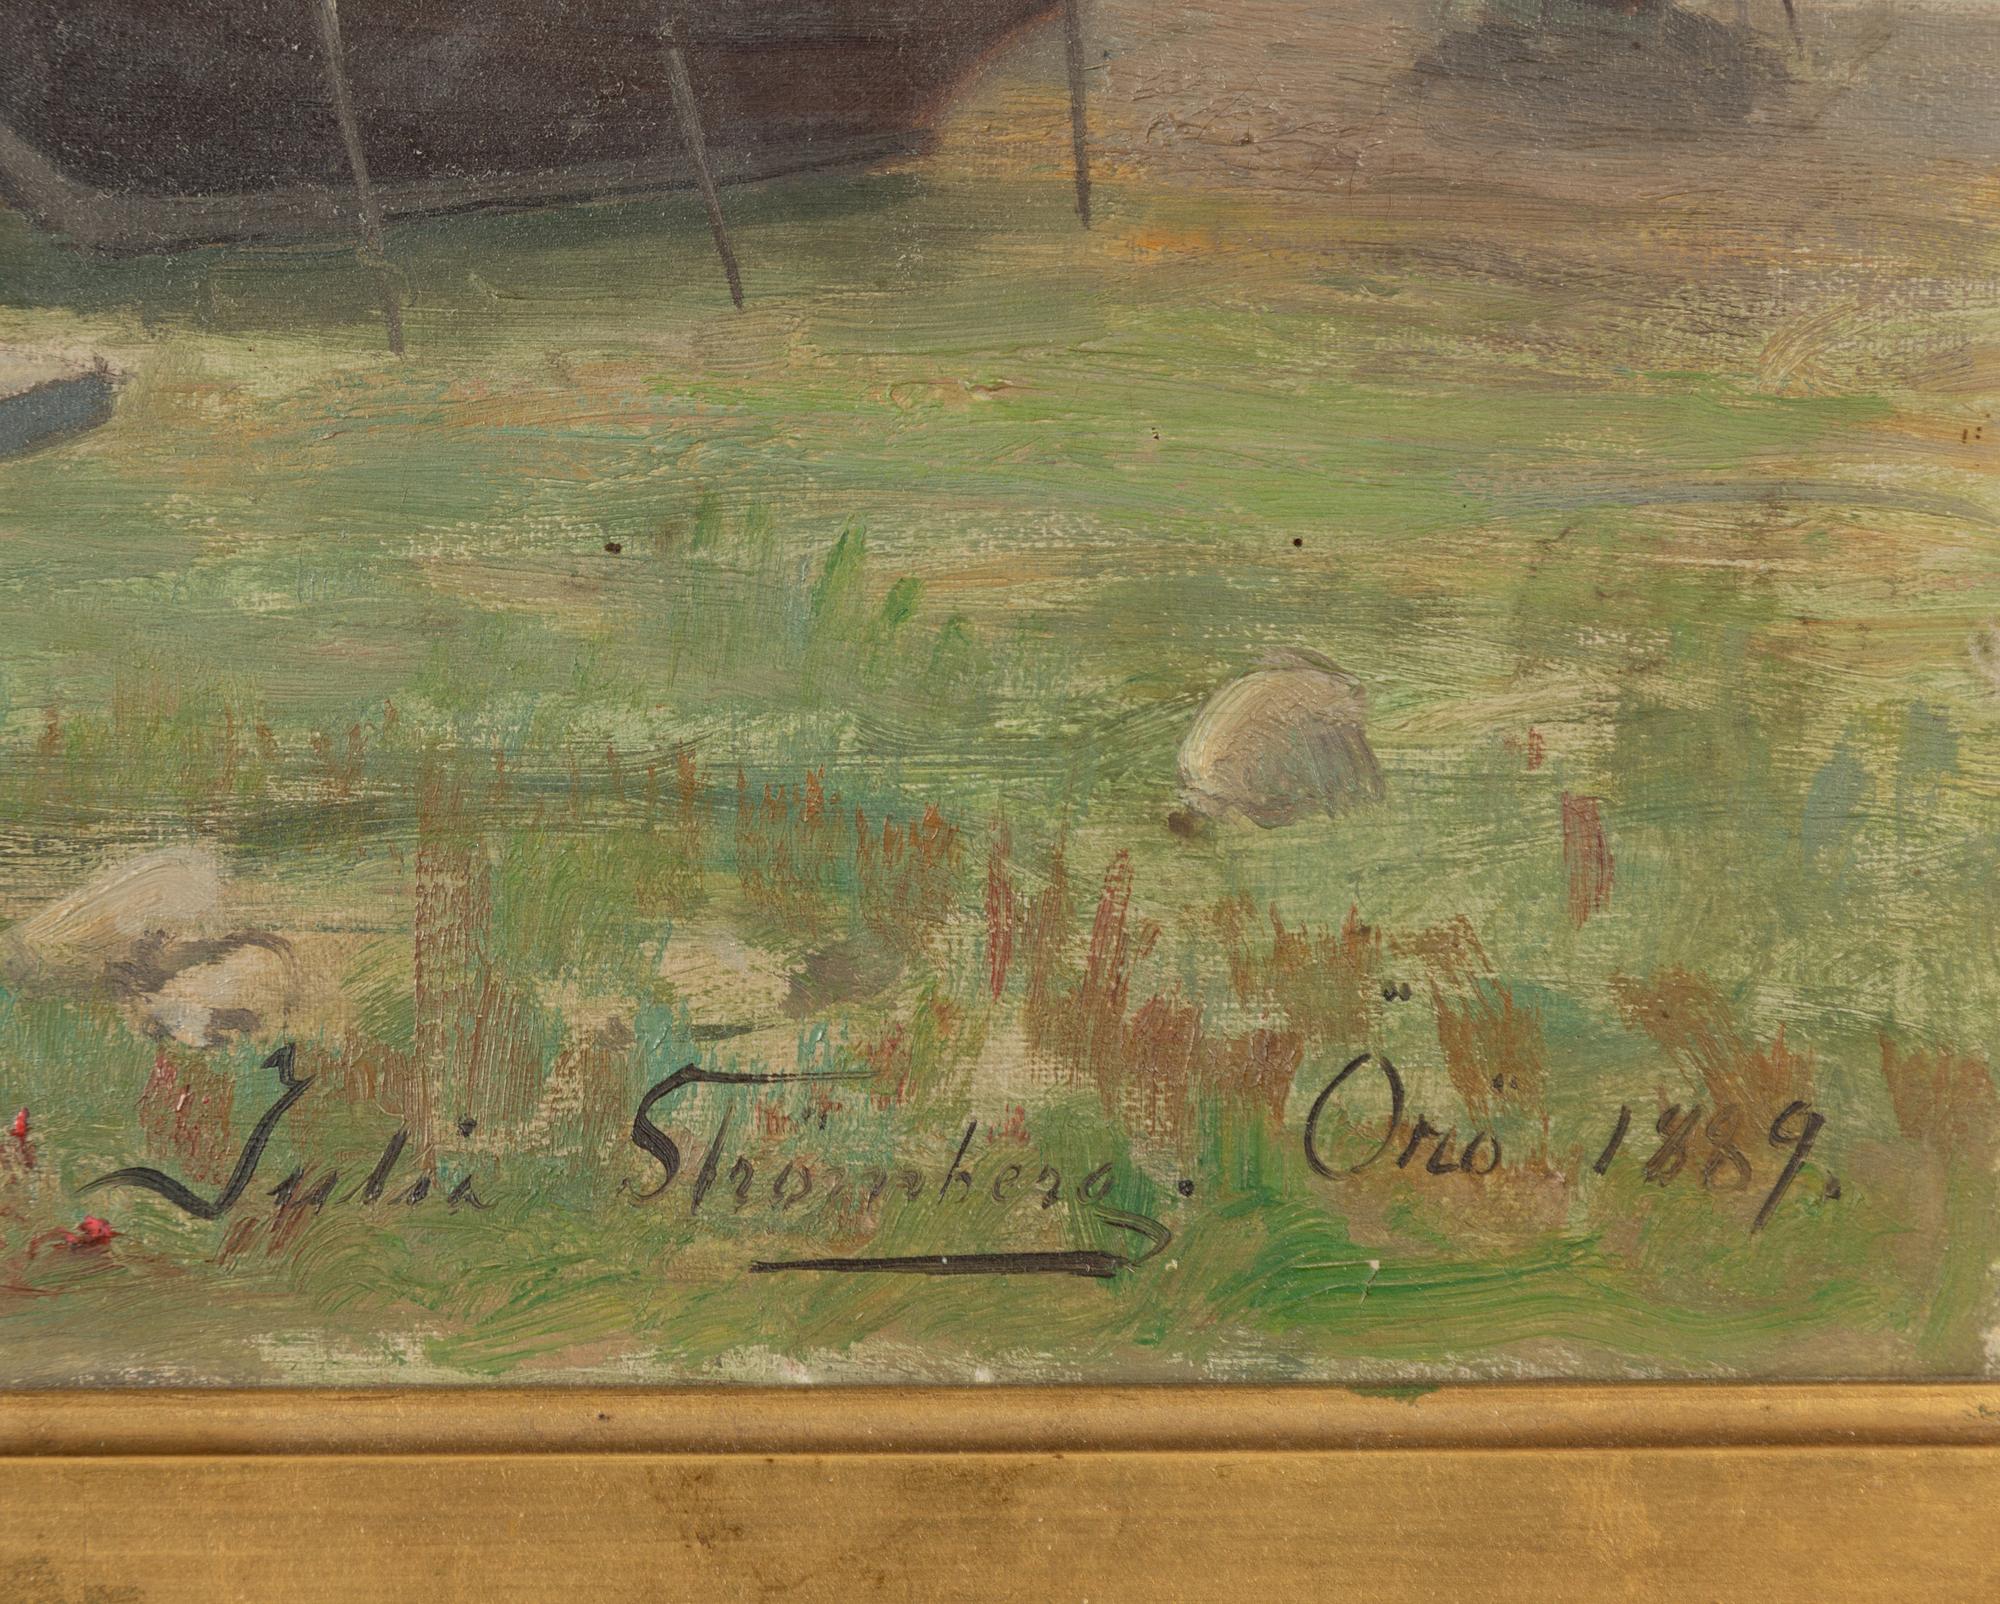 Julia Strömberg. Örö 1889.